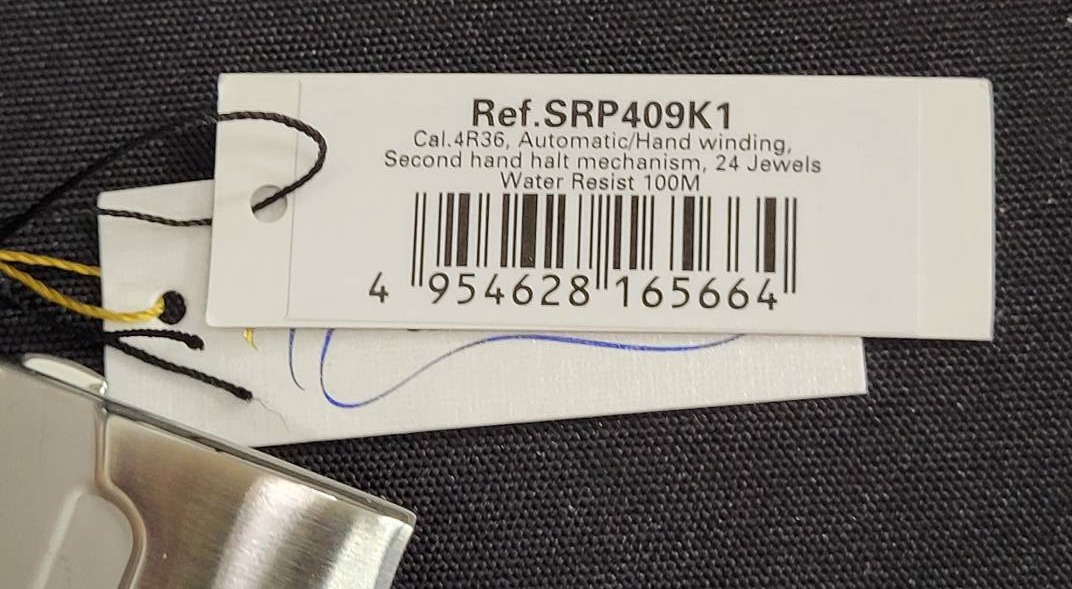 Ref.SRP409K1
Cal.4R36, Automatic/Hand winding,
Second hand halt mechanism, 24 Jewels
Water Resist 100M
4 954628 165664